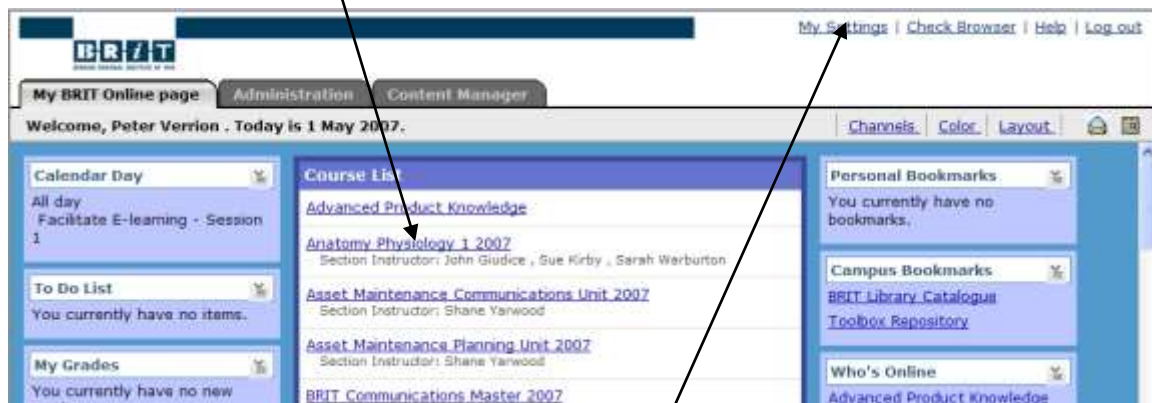 My Settings | Check Browser | Help | Log out
BRIT
My BRIT Online page Administration Content Manager
Welcome, Peter Verrion . Today is 1 May 2007.
Channels Color Layout
Calendar Day
All day
Facilitate E-learning - Session
1
To Do List
You currently have no items.
My Grades
You currently have no new
Course List
Advanced Product Knowledge
Anatomy Physiology 1 2007
Section Instructor: John Giudice , Sue Kirby , Sarah Warburton
Asset Maintenance Communications Unit 2007
Section Instructor: Shane Yarwood
Asset Maintenance Planning Unit 2007
Section Instructor: Shane Yarwood
BRIT Communications Master 2007
Personal Bookmarks
You currently have no
bookmarks.
Campus Bookmarks
BRIT Library Catalogue
Toolbox Repository
Who's Online
Advanced Product Knowledge